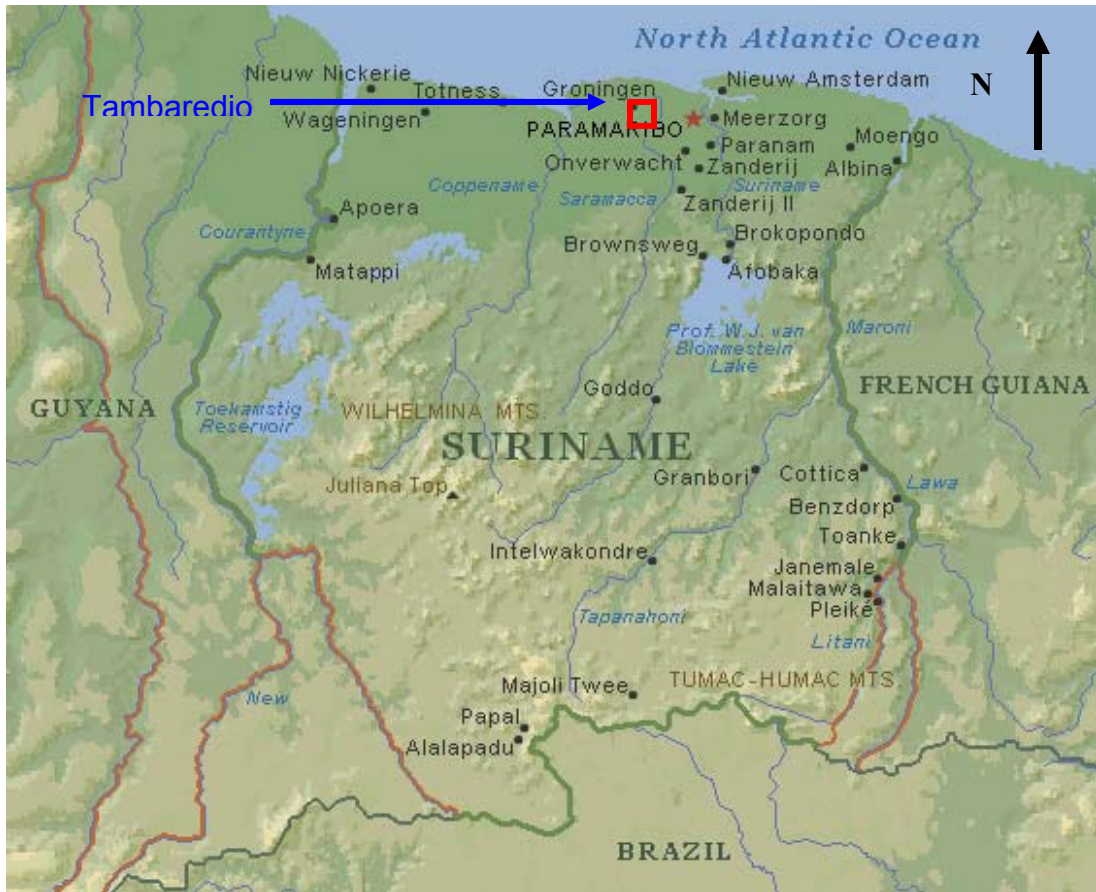 North Atlantic Ocean
N
Nieuw Nickerie
Totness
Groningen
Nieuw Amsterdam
Tambaredio
Wageningen
PARAMARIBO
Meerzorg
Moengo
Onverwacht
Paranam
Zanderij
Albina
Coppename
Saramacca
Suriname
Zanderij II
Apoera
Courantyne
Brownsweg
Brokopondo
Matappi
Afobaka
Prof. W.J. van
Blommestein
Lake
Maroni
Goddo
FRENCH GUIANA
GUYANA
Toekamstig
Reservoir
WILHELMINA MTS.
SURINAME
Juliana Top
Granbori
Cottica
Lawa
Benzdorp
Toanke
Intelwakondre
Janemale
Malaitawa
Pleiké
Tapanahoni
Litani
New
Majoli Twee
TUMAC-HUMAC MTS.
Papal
Alalapadu
BRAZIL